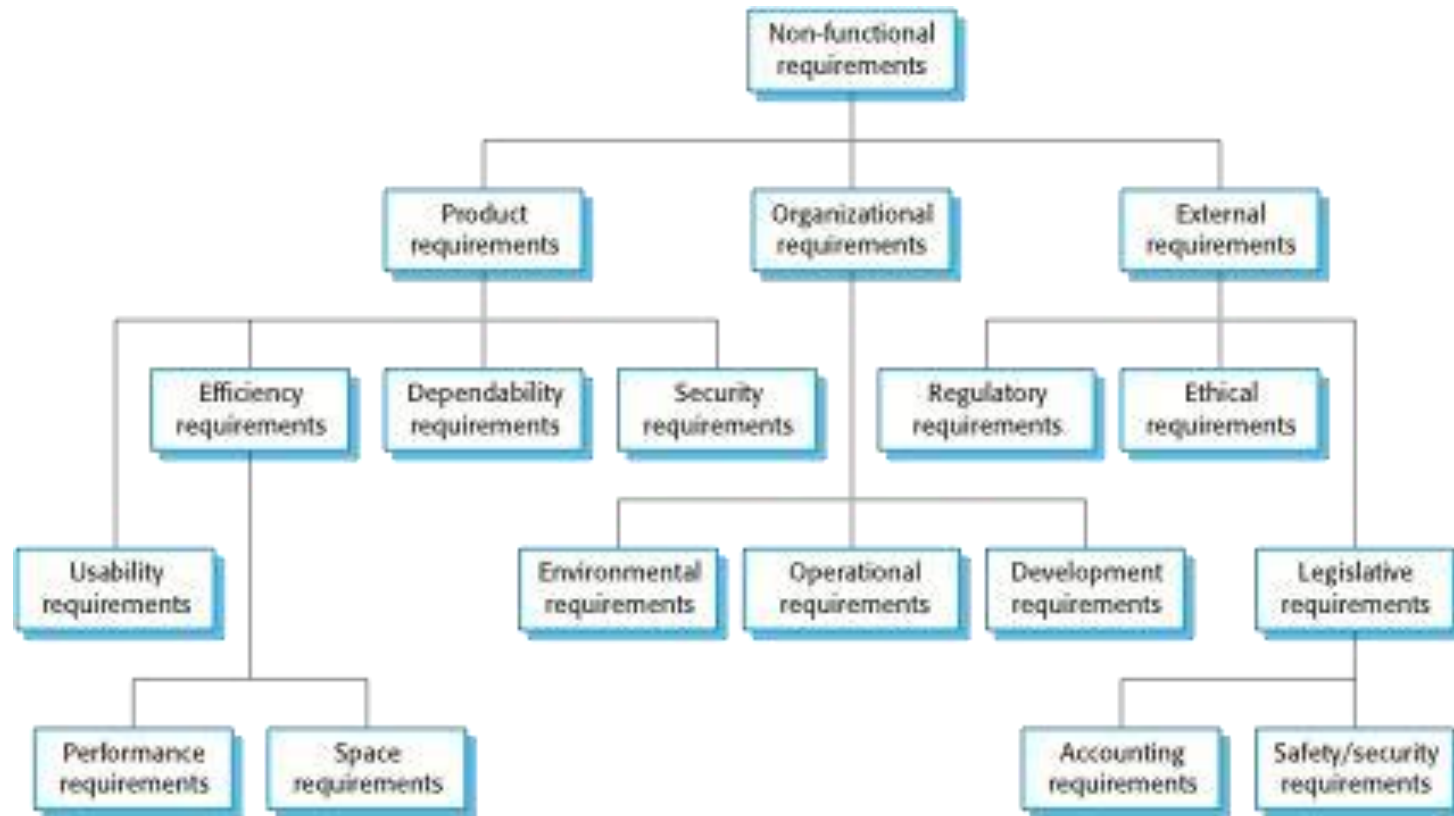 Non-functional
requirements
Product
requirements
Organizational
requirements
External
requirements
Efficiency
requirements
Dependability
requirements
Security
requirements
Regulatory
requirements
Ethical
requirements
Usability
requirements
Environmental
requirements
Operational
requirements
Development
requirements
Legislative
requirements
Performance
requirements
Space
requirements
Accounting
requirements
Safety/security
requirements